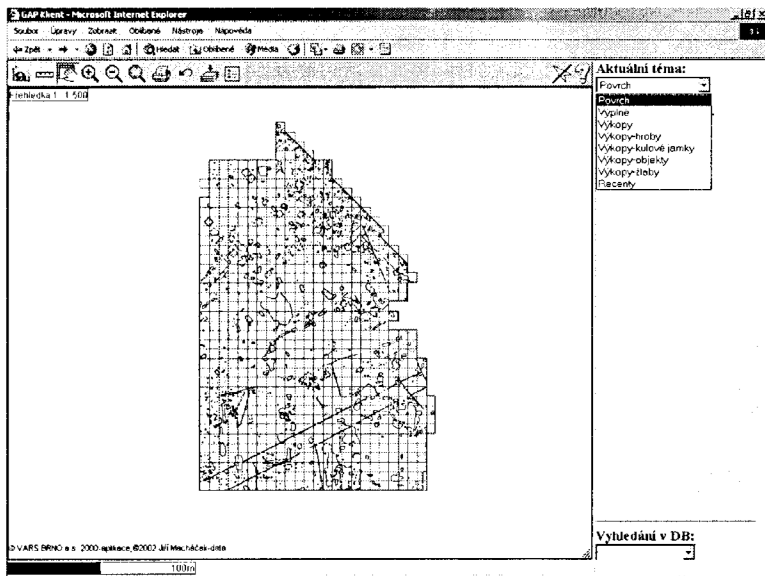 GAP Klient - Microsoft Internet Explorer
Soubor Úpravy Zobrazit Oblíbené Nástroje Nápověda
Zpět Hledat Oblíbené Média
Aktuální téma:
Povrch
Přehledka 1 : 1 500
Povrch
Výplně
Výkopy
Výkopy-hroby
Výkopy-kulové jamky
Výkopy-objekty
Výkopy-žlaby
Recenty
Vyhledání v DB:
© VARS BRNO a.s. 2000-aplikace, ©2002 Jiří Macháček-data
100m